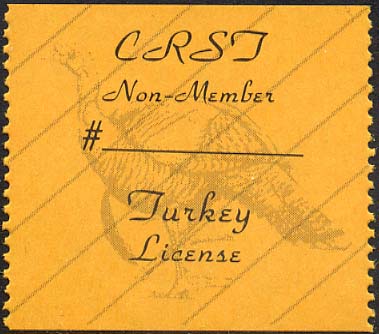 CRST
Non-Member
#
Turkey
License